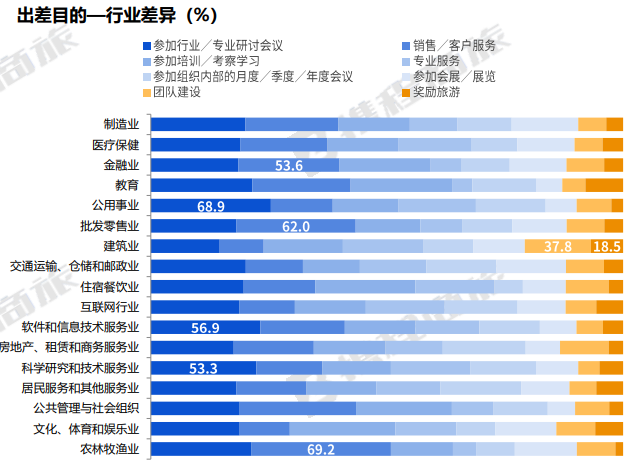 出差目的—行业差异（%）
参加行业／专业研讨会议
销售／客户服务
参加培训／考察学习
专业服务
参加组织内部的月度／季度／年度会议
参加会展／展览
团队建设
奖励旅游
制造业
医疗保健
金融业 53.6
教育
公用事业 68.9
批发零售业 62.0
建筑业 37.8 18.5
交通运输、仓储和邮政业
住宿餐饮业
互联网行业
软件和信息技术服务业 56.9
房地产、租赁和商务服务业
科学研究和技术服务业 53.3
居民服务和其他服务业
公共管理与社会组织
文化、体育和娱乐业
农林牧渔业 69.2
携程商旅